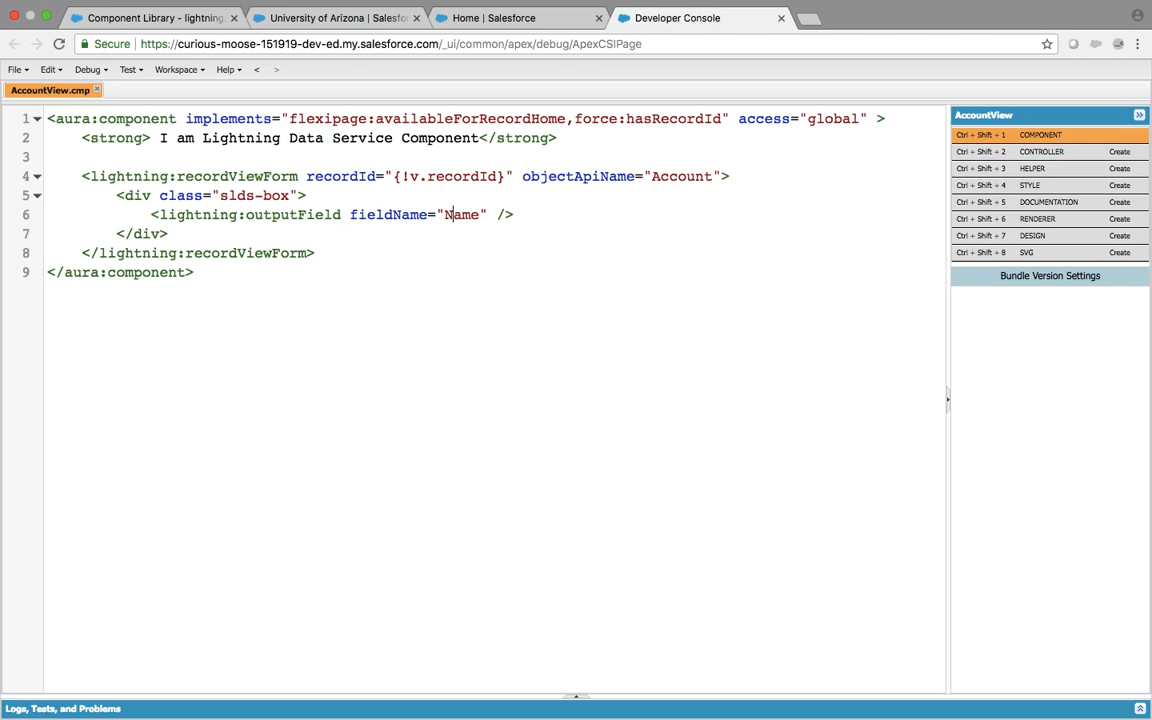 Component Library - lightning:
University of Arizona | Salesfo
Home | Salesforce
Developer Console
Secure
https://curious-moose-151919-dev-ed.my.salesforce.com/_ui/common/apex/debug/ApexCSIPage
File
Edit
Debug
Test
Workspace
Help
<
>
AccountView.cmp
1 <aura:component implements="flexipage:availableForRecordHome,force:hasRecordId" access="global" >
2 <strong> I am Lightning Data Service Component</strong>
3
4 <lightning:recordViewForm recordId="{!v.recordId}" objectApiName="Account">
5 <div class="slds-box">
6 <lightning:outputField fieldName="Name" />
7 </div>
8 </lightning:recordViewForm>
9 </aura:component>
AccountView
Ctrl + Shift + 1 COMPONENT
Ctrl + Shift + 2 CONTROLLER Create
Ctrl + Shift + 3 HELPER Create
Ctrl + Shift + 4 STYLE Create
Ctrl + Shift + 5 DOCUMENTATION Create
Ctrl + Shift + 6 RENDERER Create
Ctrl + Shift + 7 DESIGN Create
Ctrl + Shift + 8 SVG Create
Bundle Version Settings
Logs, Tests, and Problems